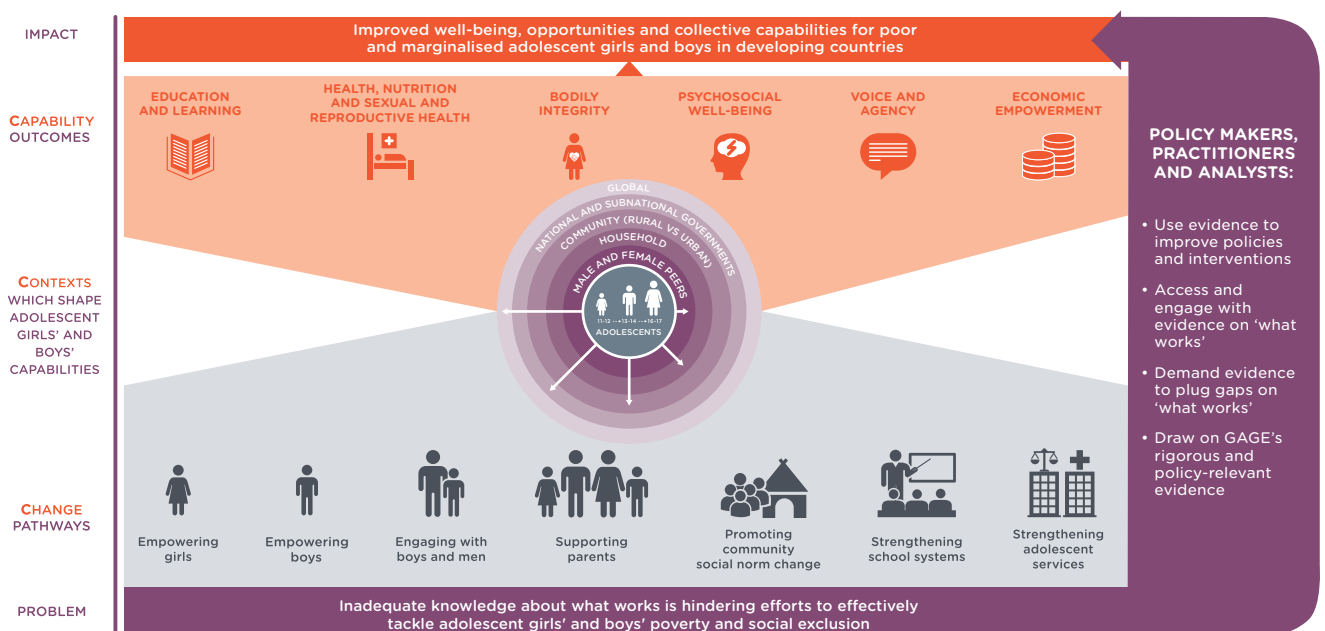 IMPACT
Improved well-being, opportunities and collective capabilities for poor
and marginalised adolescent girls and boys in developing countries
CAPABILITY
OUTCOMES
EDUCATION
AND LEARNING
HEALTH, NUTRITION
AND SEXUAL AND
REPRODUCTIVE HEALTH
BODILY
INTEGRITY
PSYCHOSOCIAL
WELL-BEING
VOICE AND
AGENCY
ECONOMIC
EMPOWERMENT
CONTEXTS
WHICH SHAPE
ADOLESCENT
GIRLS' AND
BOYS'
CAPABILITIES
GLOBAL
NATIONAL AND SUBNATIONAL GOVERNMENTS
COMMUNITY (RURAL VS URBAN)
HOUSEHOLD
MALE AND FEMALE PEERS
11-12 --+13-14 --+16-17
ADOLESCENTS
CHANGE
PATHWAYS
Empowering
girls
Empowering
boys
Engaging with
boys and men
Supporting
parents
Promoting
community
social norm change
Strengthening
school systems
Strengthening
adolescent
services
PROBLEM
Inadequate knowledge about what works is hindering efforts to effectively
tackle adolescent girls' and boys' poverty and social exclusion
POLICY MAKERS,
PRACTITIONERS
AND ANALYSTS:
• Use evidence to
improve policies
and interventions
• Access and
engage with
evidence on 'what
works'
• Demand evidence
to plug gaps on
'what works'
• Draw on GAGE's
rigorous and
policy-relevant
evidence